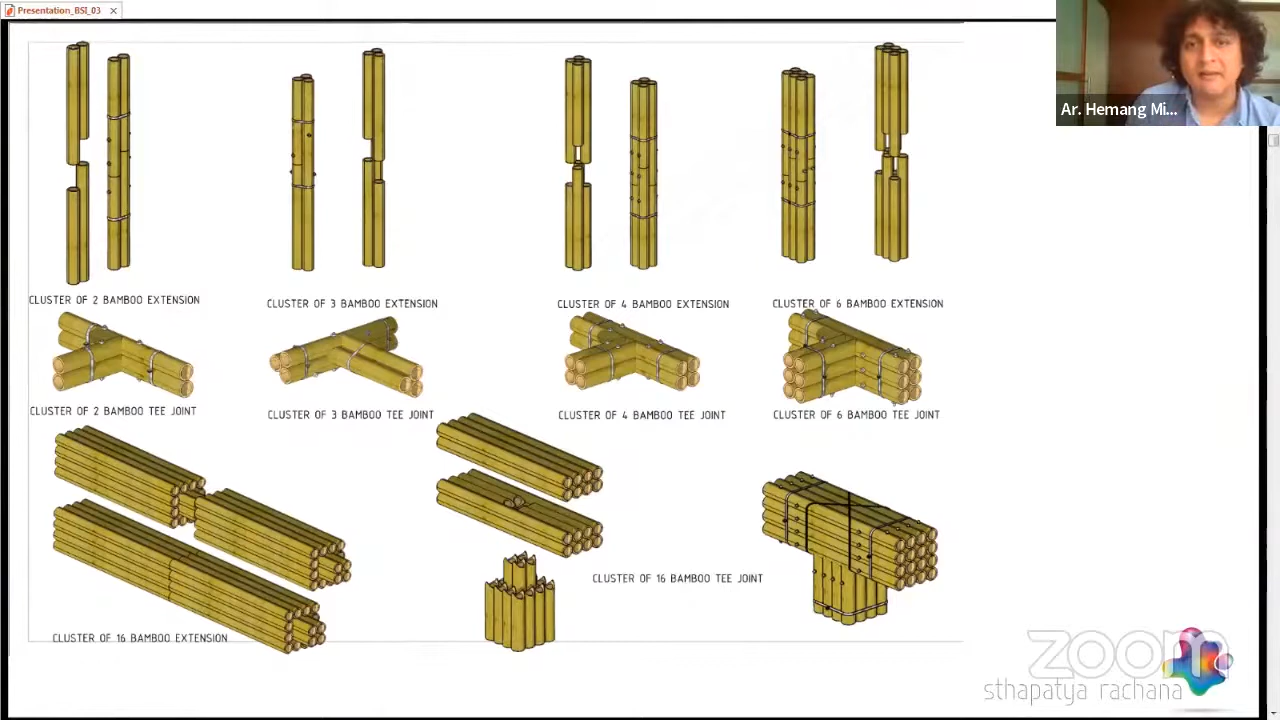 Presentation_BSI_03
Ar. Hemang Mi...
CLUSTER OF 2 BAMBOO EXTENSION
CLUSTER OF 3 BAMBOO EXTENSION
CLUSTER OF 4 BAMBOO EXTENSION
CLUSTER OF 6 BAMBOO EXTENSION
CLUSTER OF 2 BAMBOO TEE JOINT
CLUSTER OF 3 BAMBOO TEE JOINT
CLUSTER OF 4 BAMBOO TEE JOINT
CLUSTER OF 6 BAMBOO TEE JOINT
CLUSTER OF 16 BAMBOO TEE JOINT
CLUSTER OF 16 BAMBOO EXTENSION
zoom
sthapatya rachana